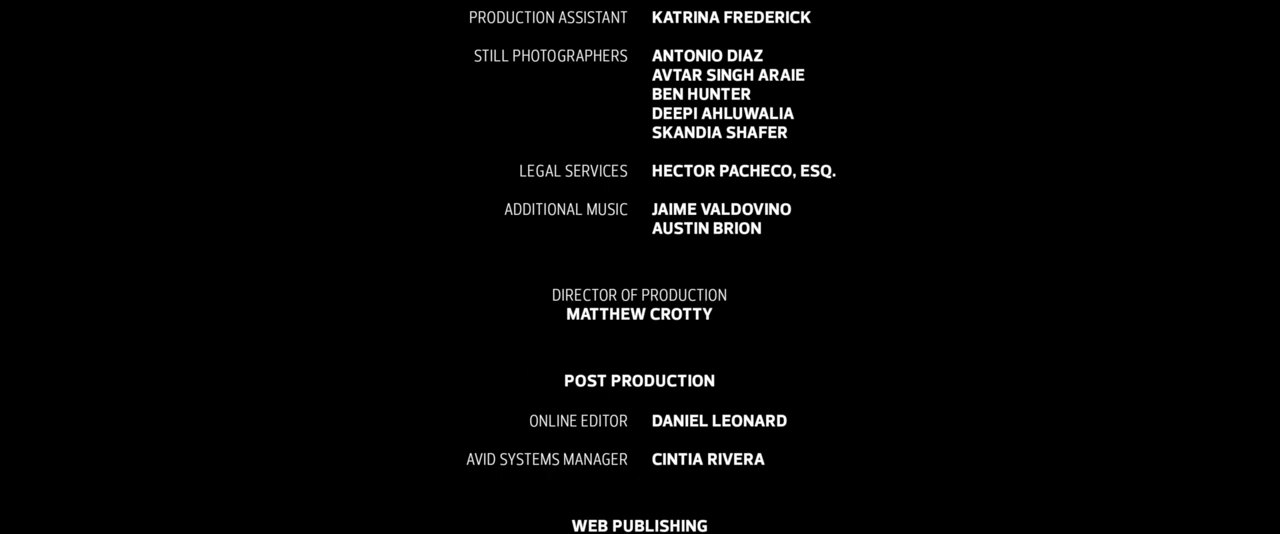 PRODUCTION ASSISTANT KATRINA FREDERICK
STILL PHOTOGRAPHERS ANTONIO DIAZ
AVTAR SINGH ARAIE
BEN HUNTER
DEEPI AHLUWALIA
SKANDIA SHAFER
LEGAL SERVICES HECTOR PACHECO, ESQ.
ADDITIONAL MUSIC JAIME VALDOVINO
AUSTIN BRION
DIRECTOR OF PRODUCTION
MATTHEW CROTTY
POST PRODUCTION
ONLINE EDITOR DANIEL LEONARD
AVID SYSTEMS MANAGER CINTIA RIVERA
WEB PUBLISHING